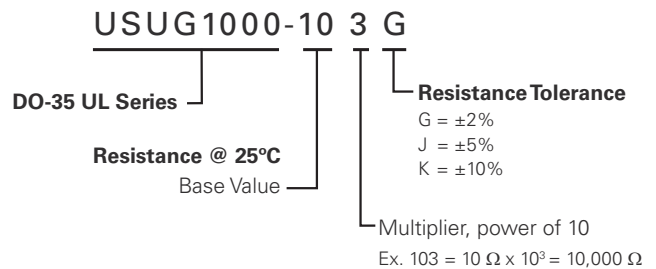 USUG1000-10 3 G
DO-35 UL Series
Resistance Tolerance
G = ±2%
J = ±5%
K = ±10%
Resistance @ 25ºC
Base Value
Multiplier, power of 10
Ex. 103 = 10 Ω x 10³ = 10,000 Ω